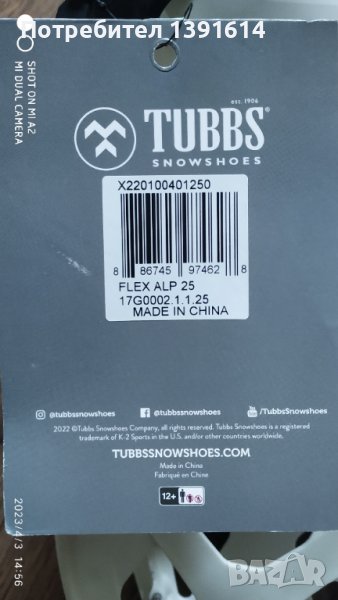 Потребител 1391614
SHOT ON MI A2
MI DUAL CAMERA
est. 1906
TUBBS®
SNOWSHOES
X220100401250
8 86745 97462 8
FLEX ALP 25
17G0002.1.1.25
MADE IN CHINA
@tubbssnowshoes @tubbssnowshoes /TubbsSnowshoes
2022 ©Tubbs Snowshoes Company, all rights reserved. Tubbs Snowshoes is a registered
trademark of K-2 Sports in the U.S. and/or other countries worldwide.
TUBBSSNOWSHOES.COM
Made in China
Fabriqué en Chine
12+
2023/4/3 14:56
BAZAR